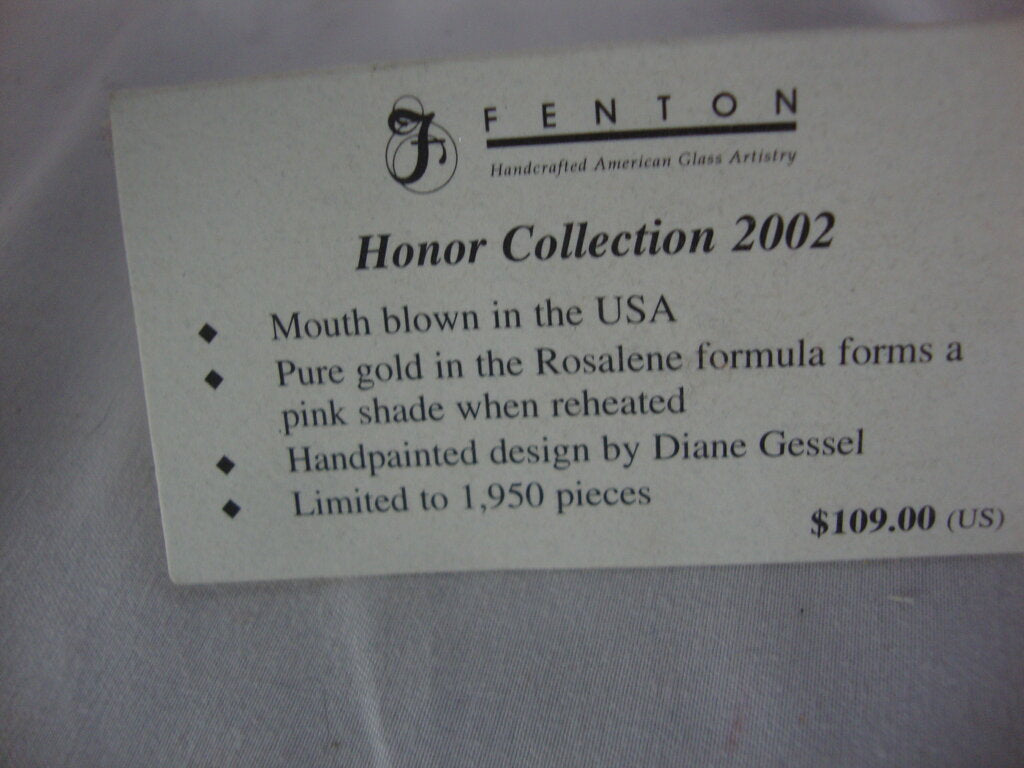 F
FENTON
Handcrafted American Glass Artistry
Honor Collection 2002
◆ Mouth blown in the USA
◆ Pure gold in the Rosalene formula forms a
pink shade when reheated
◆ Handpainted design by Diane Gessel
◆ Limited to 1,950 pieces
$109.00 (US)